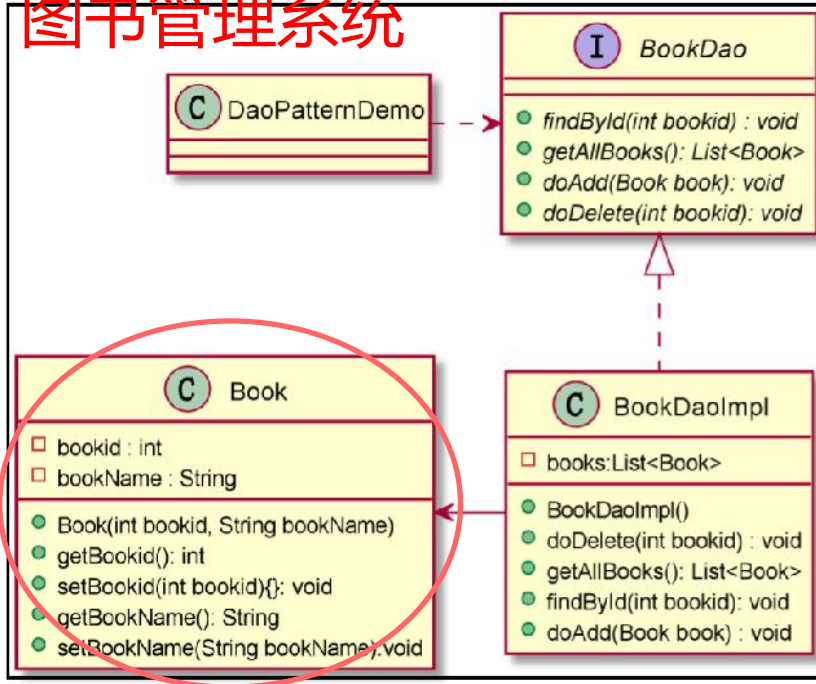 图书管理系统
I BookDao
findById(int bookid) : void
getAllBooks(): List<Book>
doAdd(Book book): void
doDelete(int bookid): void
C DaoPatternDemo
C Book
bookid : int
bookName : String
Book(int bookid, String bookName)
getBookid(): int
setBookid(int bookid){}: void
getBookName(): String
setBookName(String bookName):void
C BookDaoImpl
books:List<Book>
BookDaoImpl()
doDelete(int bookid) : void
getAllBooks(): List<Book>
findById(int bookid): void
doAdd(Book book) : void